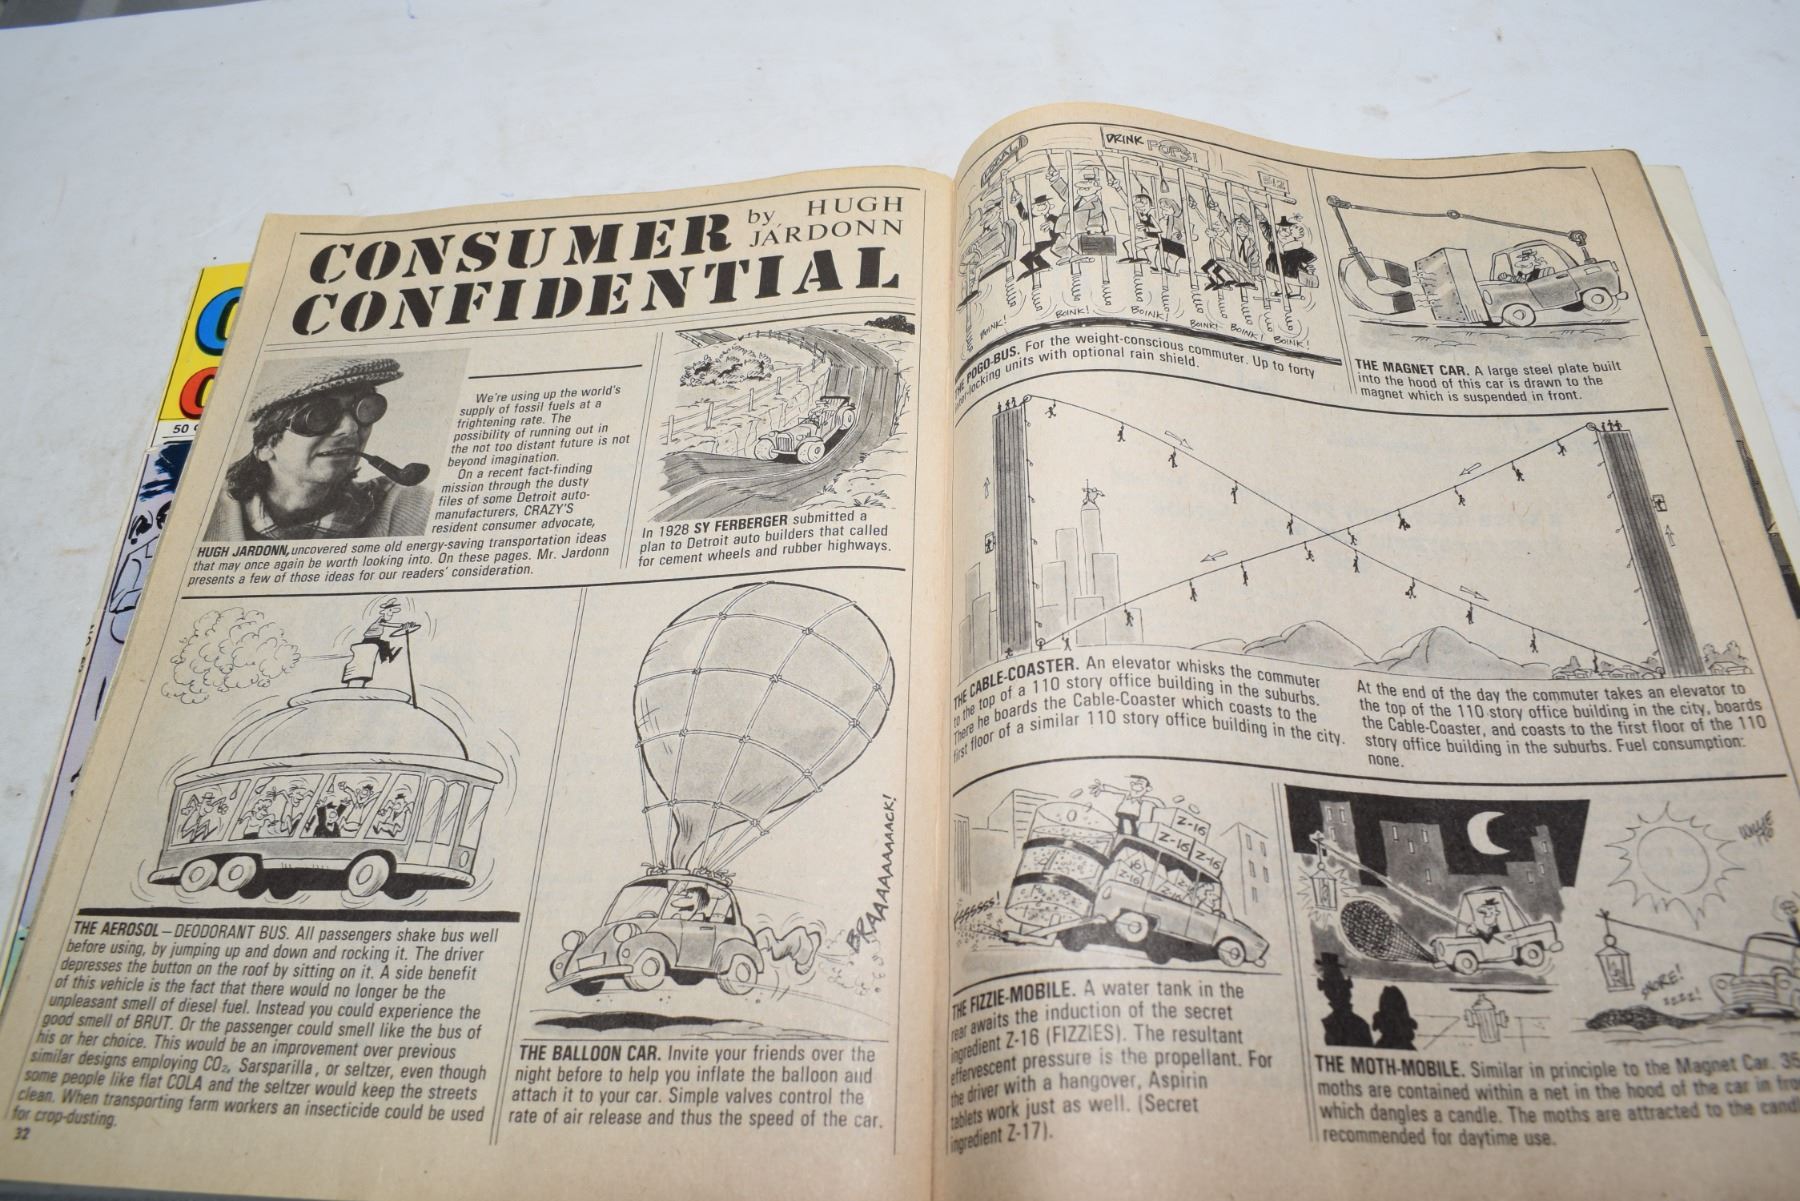 CONSUMER
CONFIDENTIAL
by HUGH
JARDONN
We're using up the world's
supply of fossil fuels at a
frightening rate. The
possibility of running out in
the not too distant future is not
beyond imagination.
On a recent fact-finding
mission through the dusty
files of some Detroit auto-
manufacturers, CRAZY'S
resident consumer advocate,
HUGH JARDONN, uncovered some old energy-saving transportation ideas
that may once again be worth looking into. On these pages. Mr. Jardonn
presents a few of those ideas for our readers' consideration.
In 1928 SY FERBERGER submitted a
plan to Detroit auto builders that called
for cement wheels and rubber highways.
THE AEROSOL – DEODORANT BUS. All passengers shake bus well
before using, by jumping up and down and rocking it. The driver
depresses the button on the roof by sitting on it. A side benefit
of this vehicle is the fact that there would no longer be the
unpleasant smell of diesel fuel. Instead you could experience the
good smell of BRUT. Or the passenger could smell like the bus of
his or her choice. This would be an improvement over previous
similar designs employing CO₂, Sarsparilla, or seltzer, even though
some people like flat COLA and the seltzer would keep the streets
clean. When transporting farm workers an insecticide could be used
for crop-dusting.
32
BRAAAAAAAAACK!
THE BALLOON CAR. Invite your friends over the
night before to help you inflate the balloon and
attach it to your car. Simple valves control the
rate of air release and thus the speed of the car.
LOCAL
DRINK POPS!
BOINK!
BOINK!
BOINK!
BOINK!
BOINK!
BOINK!
THE POGO-BUS. For the weight-conscious commuter. Up to forty
inter-locking units with optional rain shield.
THE MAGNET CAR. A large steel plate built
into the hood of this car is drawn to the
magnet which is suspended in front.
THE CABLE-COASTER. An elevator whisks the commuter
to the top of a 110 story office building in the suburbs.
There he boards the Cable-Coaster which coasts to the
first floor of a similar 110 story office building in the city.
At the end of the day the commuter takes an elevator to
the top of the 110 story office building in the city, boards
the Cable-Coaster, and coasts to the first floor of the 110
story office building in the suburbs. Fuel consumption:
none.
Z-16
Z-16
Z-16
Z-16
THE FIZZIE-MOBILE. A water tank in the
rear awaits the induction of the secret
ingredient Z-16 (FIZZIES). The resultant
effervescent pressure is the propellant. For
the driver with a hangover, Aspirin
tablets work just as well. (Secret
ingredient Z-17).
SNORE!
ZZZZ!
THE MOTH-MOBILE. Similar in principle to the Magnet Car. 35
moths are contained within a net in the hood of the car in
which dangles a candle. The moths are attracted to the
recommended for daytime use.
50